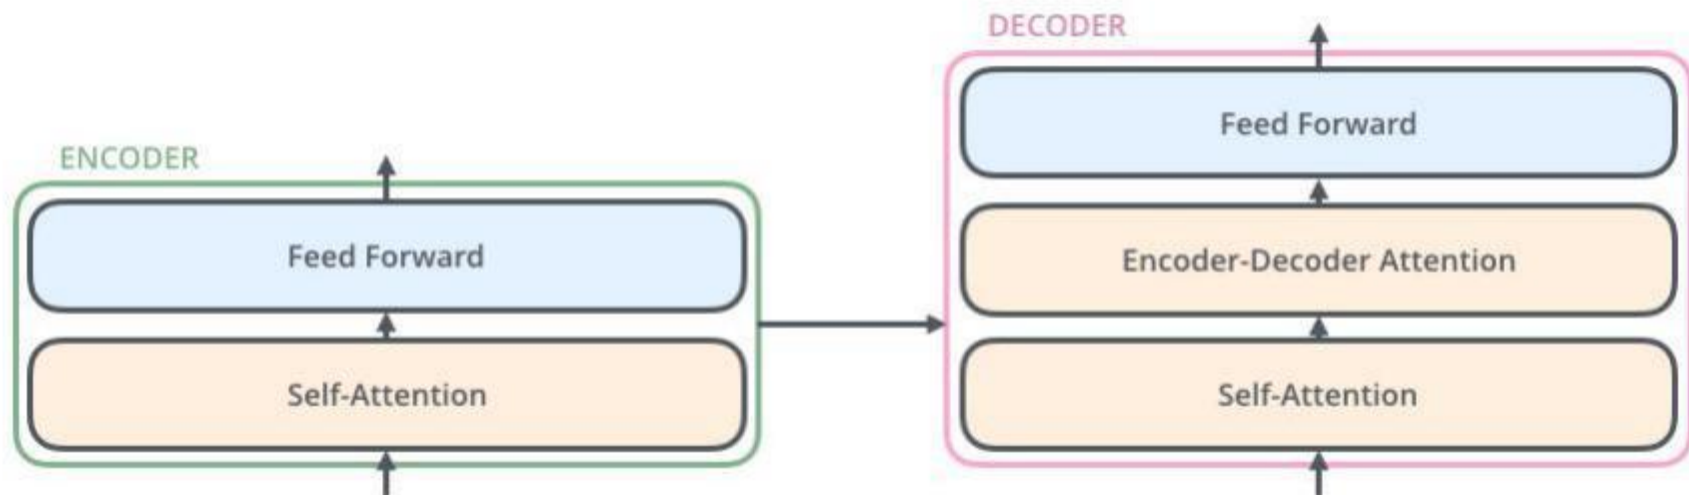 ENCODER
Feed Forward
Self-Attention
DECODER
Feed Forward
Encoder-Decoder Attention
Self-Attention